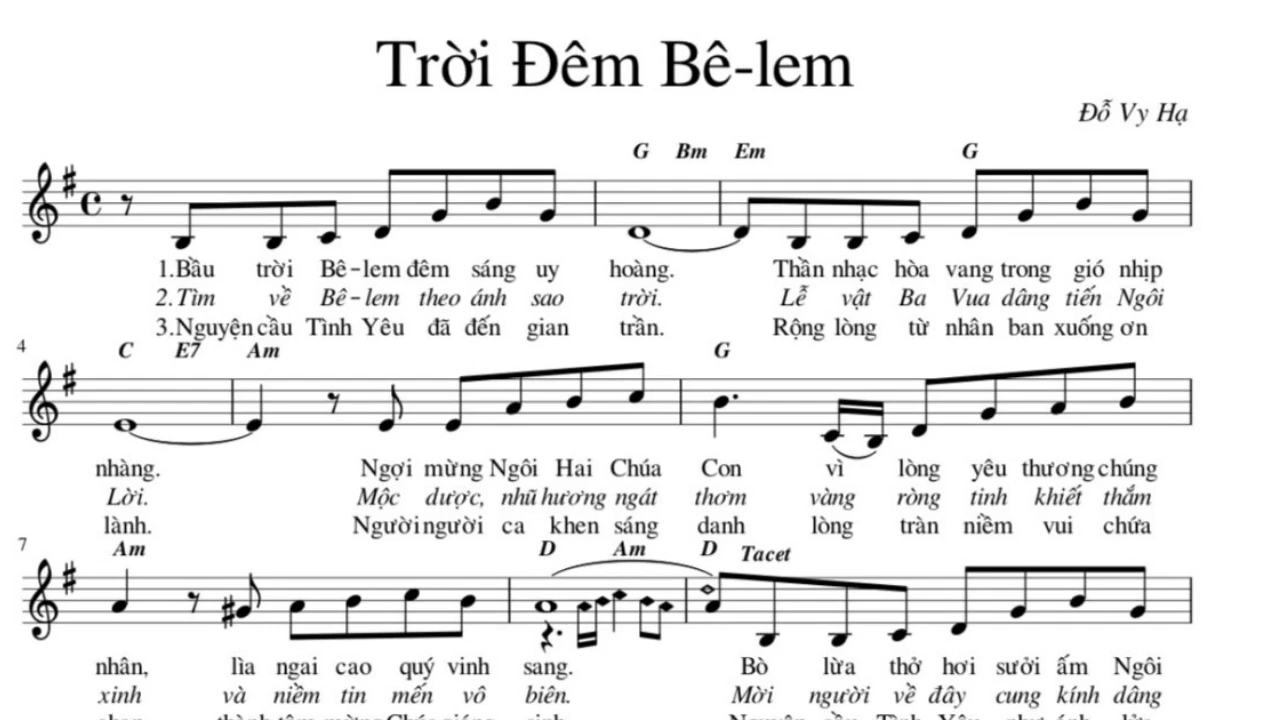 Trời Đêm Bê-lem
Đỗ Vy Hạ
G Bm Em G
1.Bầu trời Bê-lem đêm sáng uy hoàng. Thần nhạc hòa vang trong gió nhịp
2.Tìm về Bê-lem theo ánh sao trời. Lễ vật Ba Vua dâng tiến Ngôi
3.Nguyện cầu Tình Yêu đã đến gian trần. Rộng lòng từ nhân ban xuống ơn
4
C E7 Am G
nhàng. Ngợi mừng Ngôi Hai Chúa Con vì lòng yêu thương chúng
Lời. Mộc dược, nhũ hương ngát thơm vàng ròng tinh khiết thắm
lành. Người người ca khen sáng danh lòng tràn niềm vui chứa
7
Am D Am D Tacet
nhân, lìa ngai cao quý vinh sang. Bò lừa thở hơi sưởi ấm Ngôi
xinh và niềm tin mến vô biên. Mời người về đây cung kính dâng